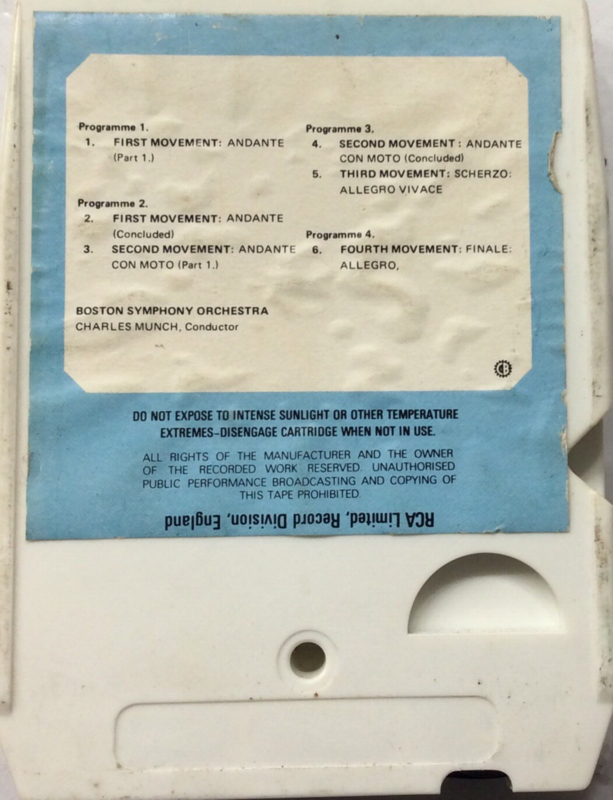 Programme 1.
1. FIRST MOVEMENT: ANDANTE
(Part 1.)
Programme 2.
2. FIRST MOVEMENT: ANDANTE
(Concluded)
3. SECOND MOVEMENT: ANDANTE
CON MOTO (Part 1.)
Programme 3.
4. SECOND MOVEMENT: ANDANTE
CON MOTO (Concluded)
5. THIRD MOVEMENT: SCHERZO:
ALLEGRO VIVACE
Programme 4.
6. FOURTH MOVEMENT: FINALE:
ALLEGRO,
BOSTON SYMPHONY ORCHESTRA
CHARLES MUNCH, Conductor
DO NOT EXPOSE TO INTENSE SUNLIGHT OR OTHER TEMPERATURE
EXTREMES-DISENGAGE CARTRIDGE WHEN NOT IN USE.
ALL RIGHTS OF THE MANUFACTURER AND THE OWNER
OF THE RECORDED WORK RESERVED. UNAUTHORISED
PUBLIC PERFORMANCE BROADCASTING AND COPYING OF
THIS TAPE PROHIBITED
RCA Limited, Record Division, England